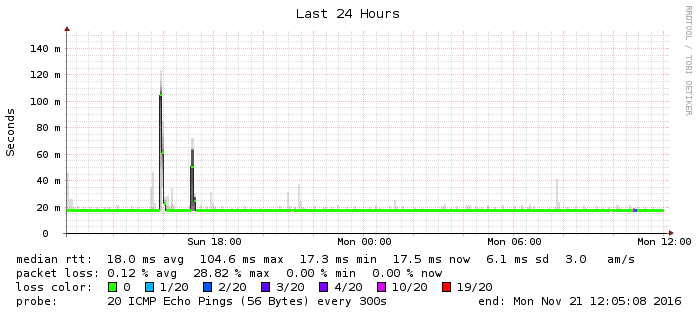 Last 24 Hours
RRDTOOL / TOBI OETIKER
Seconds
140 m
120 m
100 m
80 m
60 m
40 m
20 m
0
Sun 18:00 Mon 00:00 Mon 06:00 Mon 12:00
median rtt: 18.0 ms avg 104.6 ms max 17.3 ms min 17.5 ms now 6.1 ms sd 3.0 am/s
packet loss: 0.12 % avg 28.82 % max 0.00 % min 0.00 % now
loss color: 0 1/20 2/20 3/20 4/20 10/20 19/20
probe: 20 ICMP Echo Pings (56 Bytes) every 300s end: Mon Nov 21 12:05:08 2016